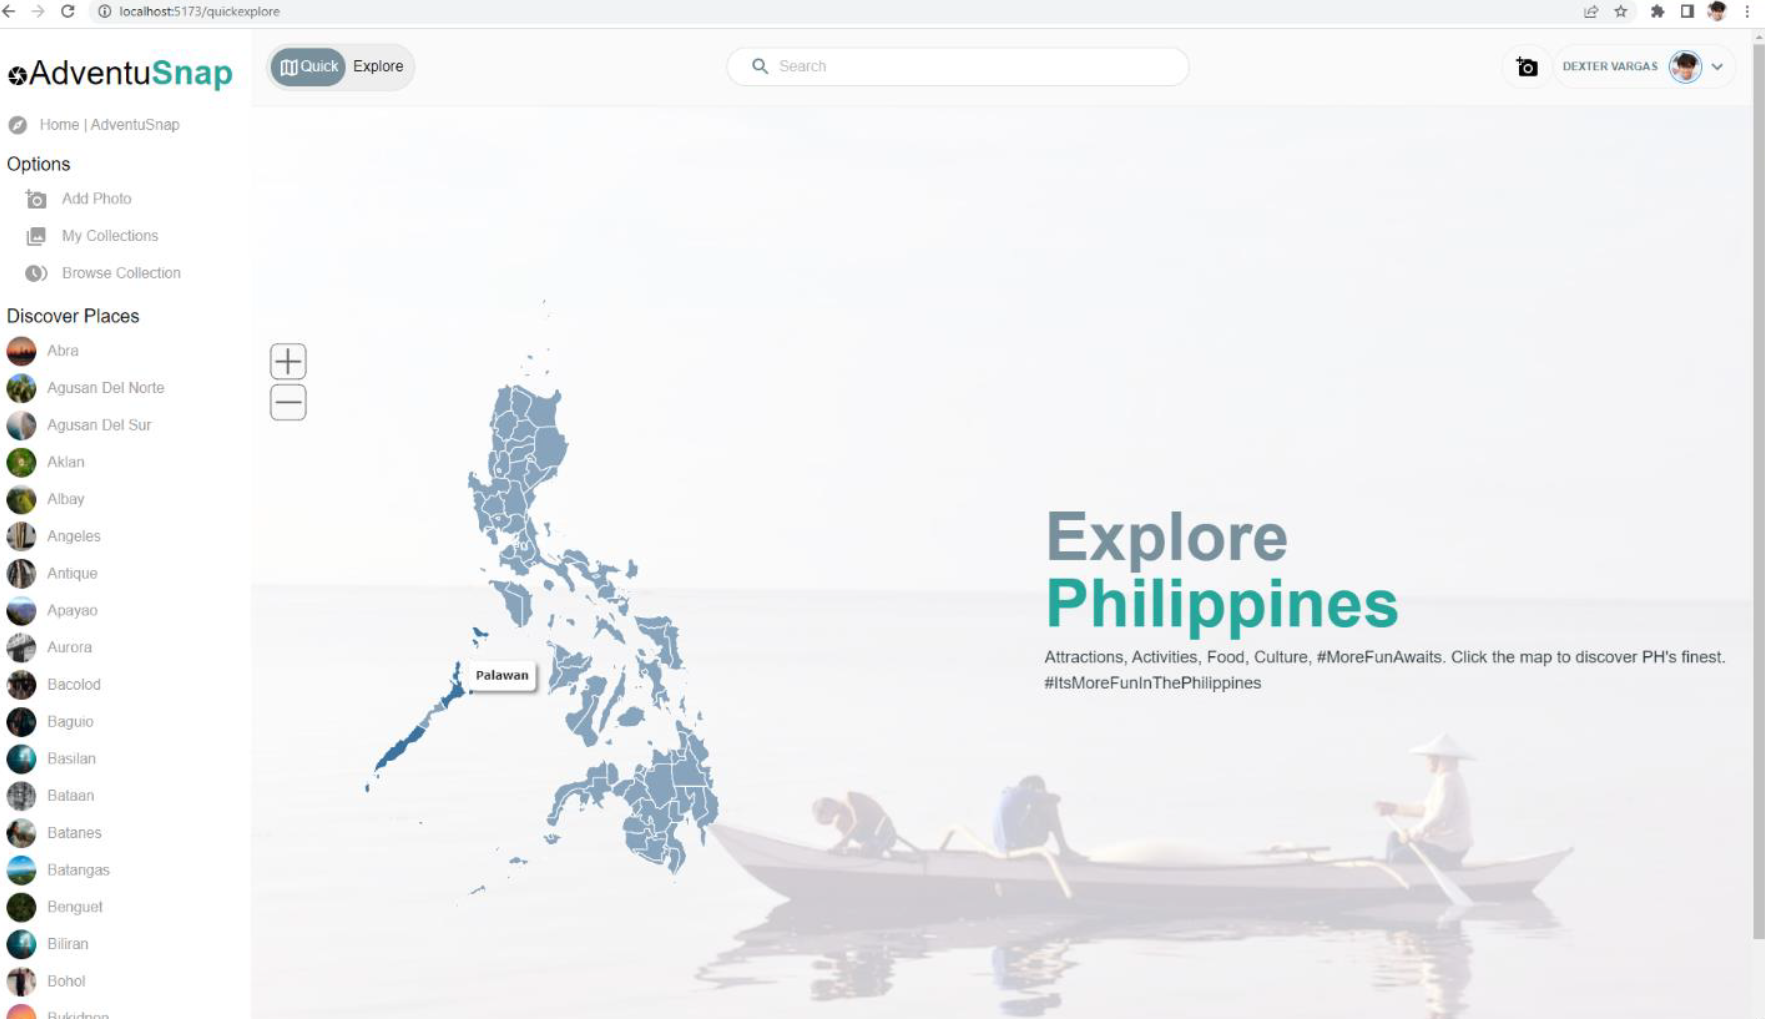 localhost:5173/quickexplore
AdventuSnap
Quick Explore
Search
DEXTER VARGAS
Home | AdventuSnap
Options
Add Photo
My Collections
Browse Collection
Discover Places
Abra
Agusan Del Norte
Agusan Del Sur
Aklan
Albay
Angeles
Antique
Apayao
Aurora
Bacolod
Baguio
Basilan
Bataan
Batanes
Batangas
Benguet
Biliran
Bohol
Bukidnon
Palawan
Explore
Philippines
Attractions, Activities, Food, Culture, #MoreFunAwaits. Click the map to discover PH's finest.
#ItsMoreFunInThePhilippines